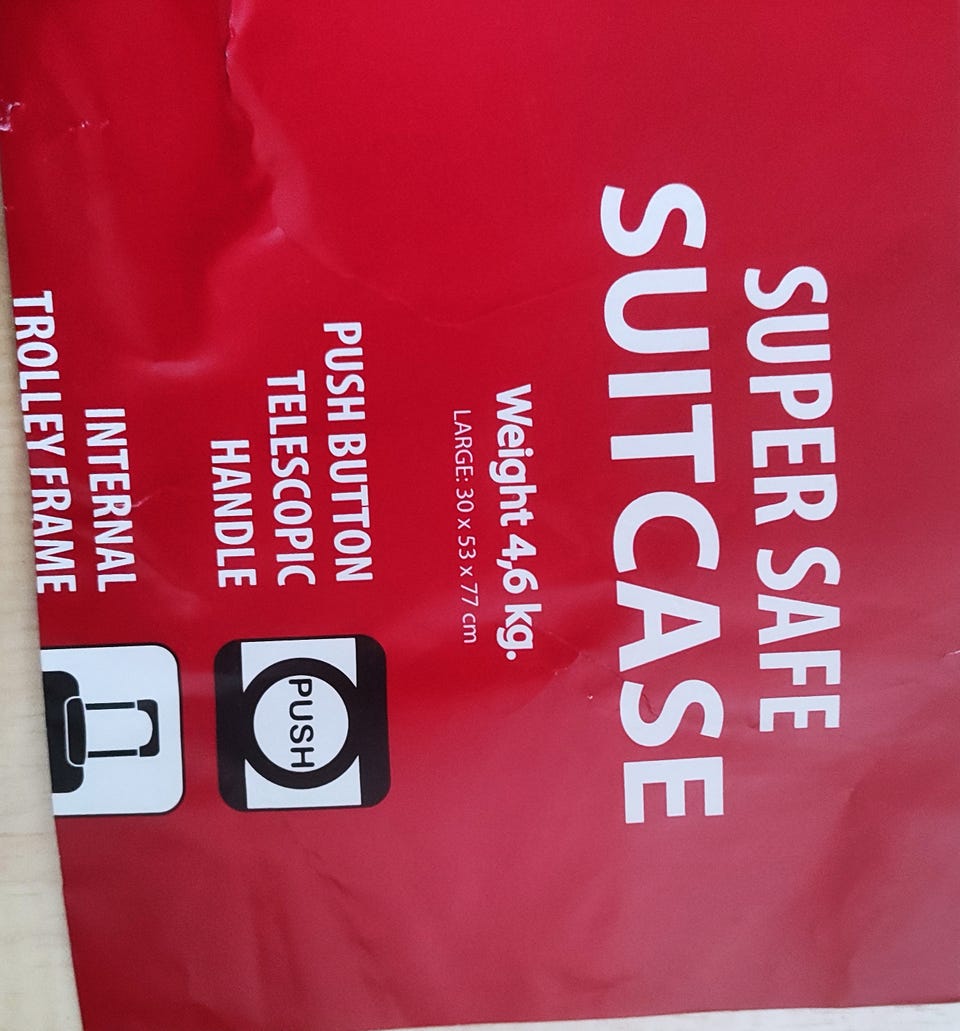 SUPER SAFE
SUITCASE
Weight 4,6 kg.
LARGE: 30 x 53 x 77 cm
PUSH BUTTON
TELESCOPIC
HANDLE
PUSH
INTERNAL
TROLLEY FRAME